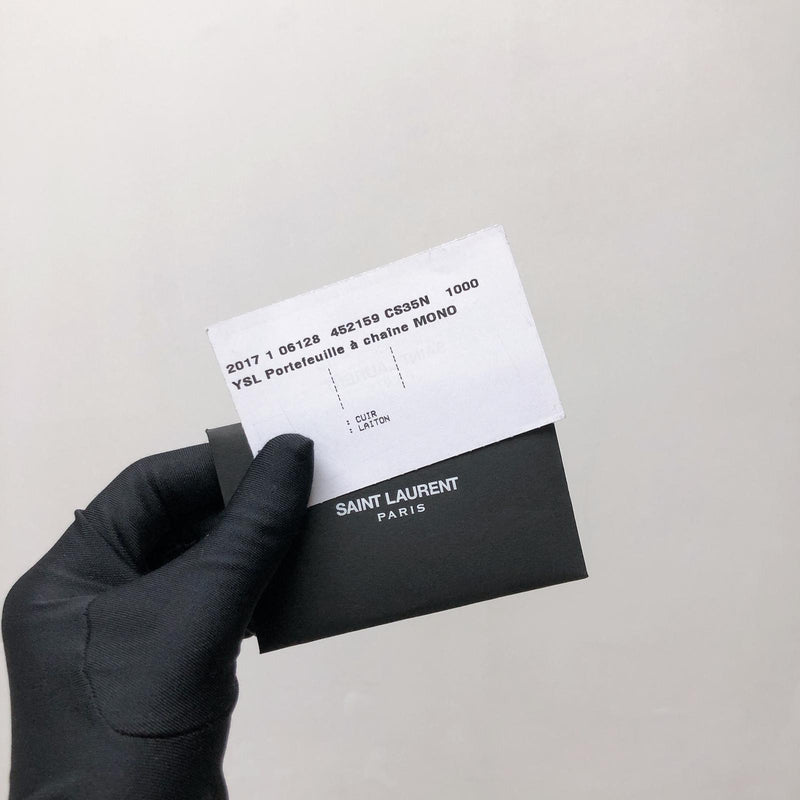 2017 1 06128 452159 CS35N 1000
YSL Portefeuille à chaîne MONO
: CUIR
: LAITON
SAINT LAURENT
PARIS